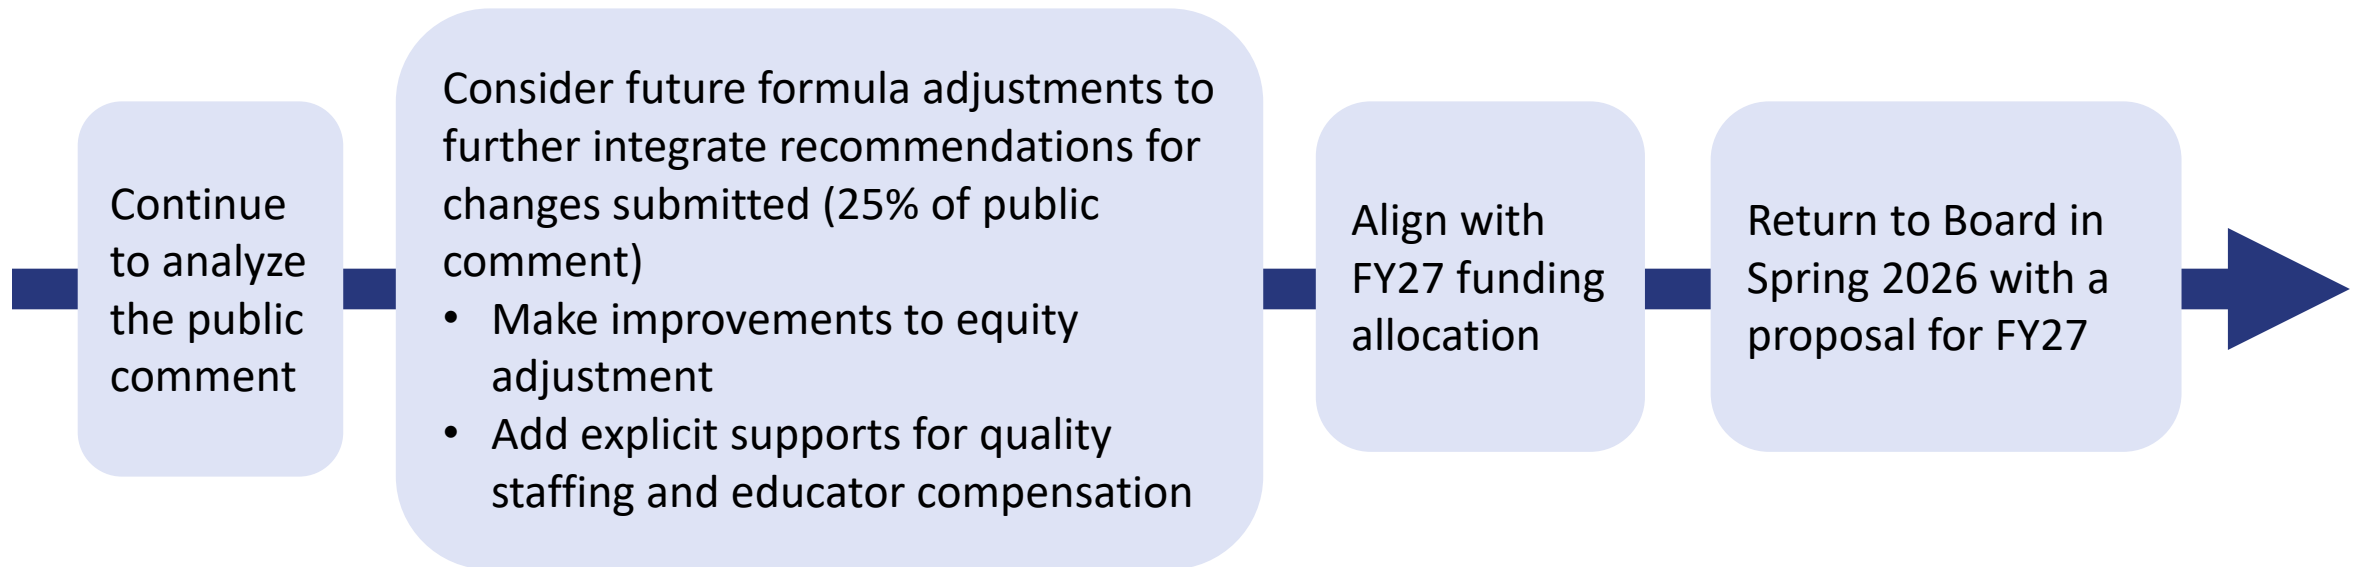 Continue
to analyze
the public
comment
Consider future formula adjustments to
further integrate recommendations for
changes submitted (25% of public
comment)
• Make improvements to equity
adjustment
• Add explicit supports for quality
staffing and educator compensation
Align with
FY27 funding
allocation
Return to Board in
Spring 2026 with a
proposal for FY27